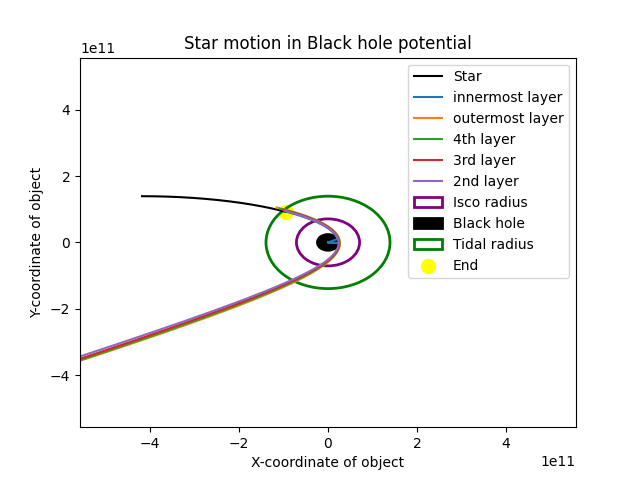 Star motion in Black hole potential
1e11
Star
innermost layer
outermost layer
4th layer
3rd layer
2nd layer
Isco radius
Black hole
Tidal radius
End
Y-coordinate of object
4
2
0
−2
−4
−4 −2 0 2 4
1e11
X-coordinate of object